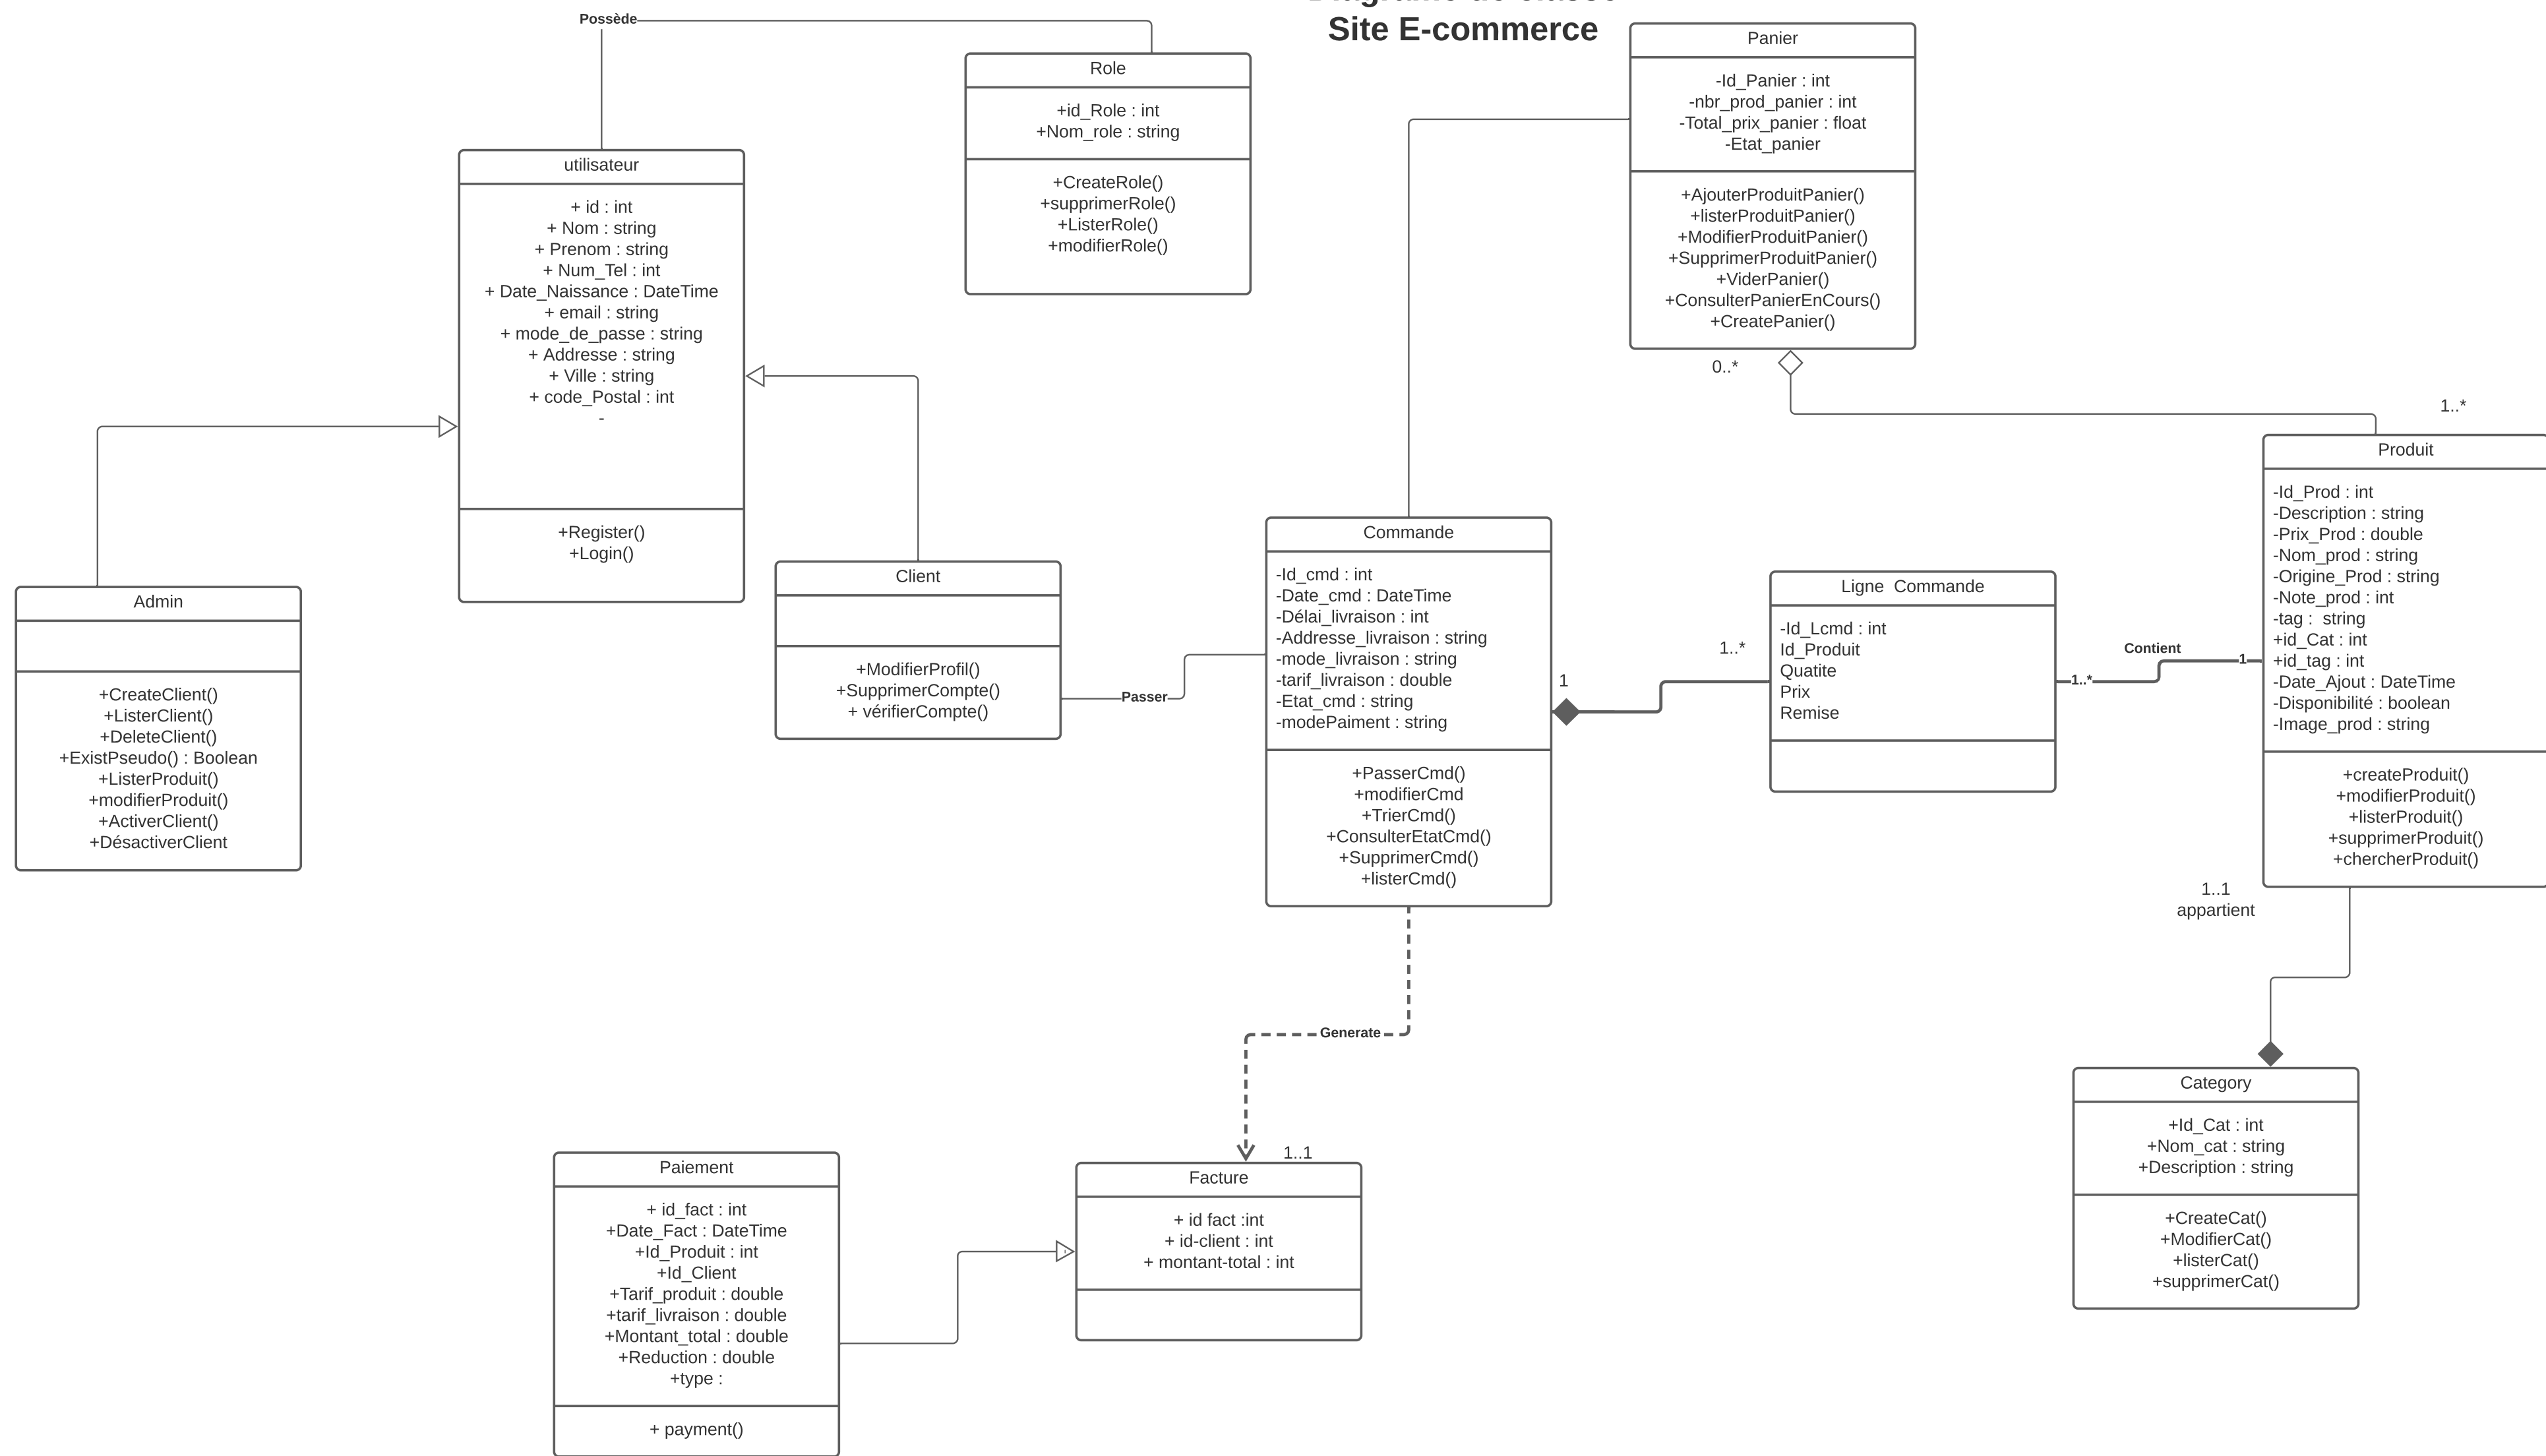 Diagrame de classe
Site E-commerce
Possède
Role
+id_Role : int
+Nom_role : string
+CreateRole()
+supprimerRole()
+ListerRole()
+modifierRole()
Panier
-Id_Panier : int
-nbr_prod_panier : int
-Total_prix_panier : float
-Etat_panier
+AjouterProduitPanier()
+listerProduitPanier()
+ModifierProduitPanier()
+SupprimerProduitPanier()
+ViderPanier()
+ConsulterPanierEnCours()
+CreatePanier()
0..*
1..*
utilisateur
+ id : int
+ Nom : string
+ Prenom : string
+ Num_Tel : int
+ Date_Naissance : DateTime
+ email : string
+ mode_de_passe : string
+ Addresse : string
+ Ville : string
+ code_Postal : int
-
+Register()
+Login()
Admin
+CreateClient()
+ListerClient()
+DeleteClient()
+ExistPseudo() : Boolean
+ListerProduit()
+modifierProduit()
+ActiverClient()
+DésactiverClient
Client
+ModifierProfil()
+SupprimerCompte()
+ vérifierCompte()
Passer
Commande
-Id_cmd : int
-Date_cmd : DateTime
-Délai_livraison : int
-Addresse_livraison : string
-mode_livraison : string
-tarif_livraison : double
-Etat_cmd : string
-modePaiment : string
+PasserCmd()
+modifierCmd
+TrierCmd()
+ConsulterEtatCmd()
+SupprimerCmd()
+listerCmd()
1
1..*
Ligne  Commande
-Id_Lcmd : int
Id_Produit
Quatite
Prix
Remise
Contient
1..*
1
Produit
-Id_Prod : int
-Description : string
-Prix_Prod : double
-Nom_prod : string
-Origine_Prod : string
-Note_prod : int
-tag :  string
+id_Cat : int
+id_tag : int
-Date_Ajout : DateTime
-Disponibilité : boolean
-Image_prod : string
+createProduit()
+modifierProduit()
+listerProduit()
+supprimerProduit()
+chercherProduit()
1..1
appartient
Generate
1..1
Paiement
+ id_fact : int
+Date_Fact : DateTime
+Id_Produit : int
+Id_Client
+Tarif_produit : double
+tarif_livraison : double
+Montant_total : double
+Reduction : double
+type :
+ payment()
Facture
+ id fact :int
+ id-client : int
+ montant-total : int
Category
+Id_Cat : int
+Nom_cat : string
+Description : string
+CreateCat()
+ModifierCat()
+listerCat()
+supprimerCat()